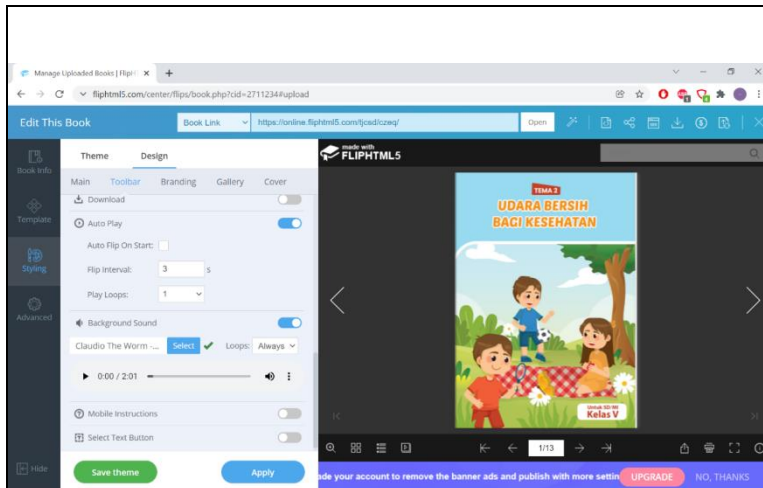 Manage Uploaded Books | FlipH
fliphtml5.com/center/flips/book.php?cid=2711234#upload
Edit This Book
Book Link
https://online.fliphtml5.com/ljcsd/czeq/
Open
Book Info
Template
Styling
Advanced
Hide
Theme Design
Main Toolbar Branding Gallery Cover
Download
Auto Play
Auto Flip On Start:
Flip Interval: 3 s
Play Loops: 1
Background Sound
Claudio The Worm -... Select Loops: Always
0:00 / 2:01
Mobile Instructions
Select Text Button
Save theme Apply
made with
FLIPHTML5
TEMA 2
UDARA BERSIH
BAGI KESEHATAN
Untuk SD/MI
Kelas V
1/13
ade your account to remove the banner ads and publish with more settin UPGRADE NO, THANKS